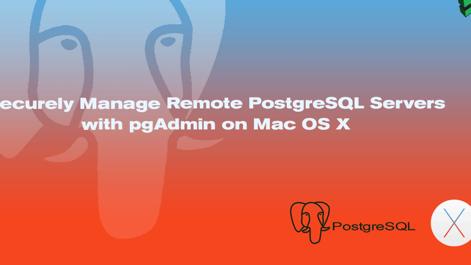 ecurely Manage Remote PostgreSQL Servers
with pgAdmin on Mac OS X
PostgreSQL